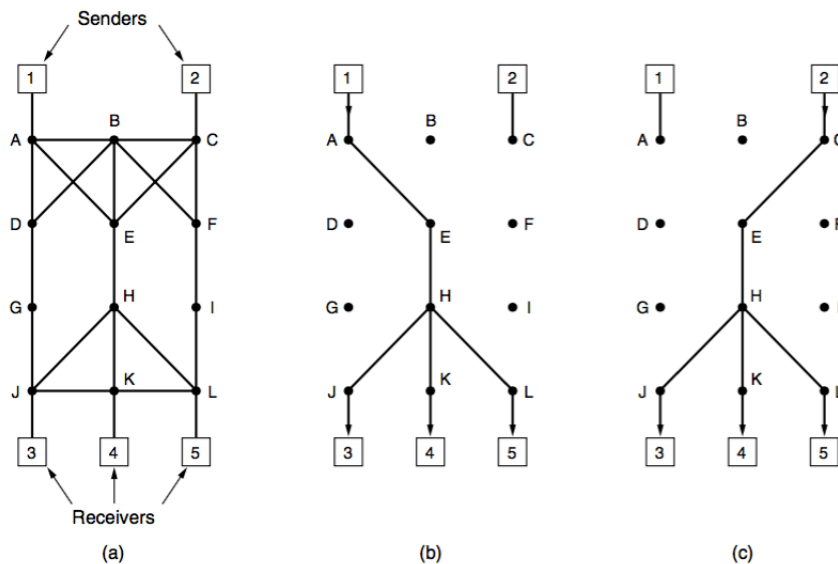 Senders
1 2 1 2 1 2
B B B
A C A C A C
D F D F D F
E E E
H H H
G I G I G I
K K K
J L J L J L
3 4 5 3 4 5 3 4 5
Receivers
(a) (b) (c)